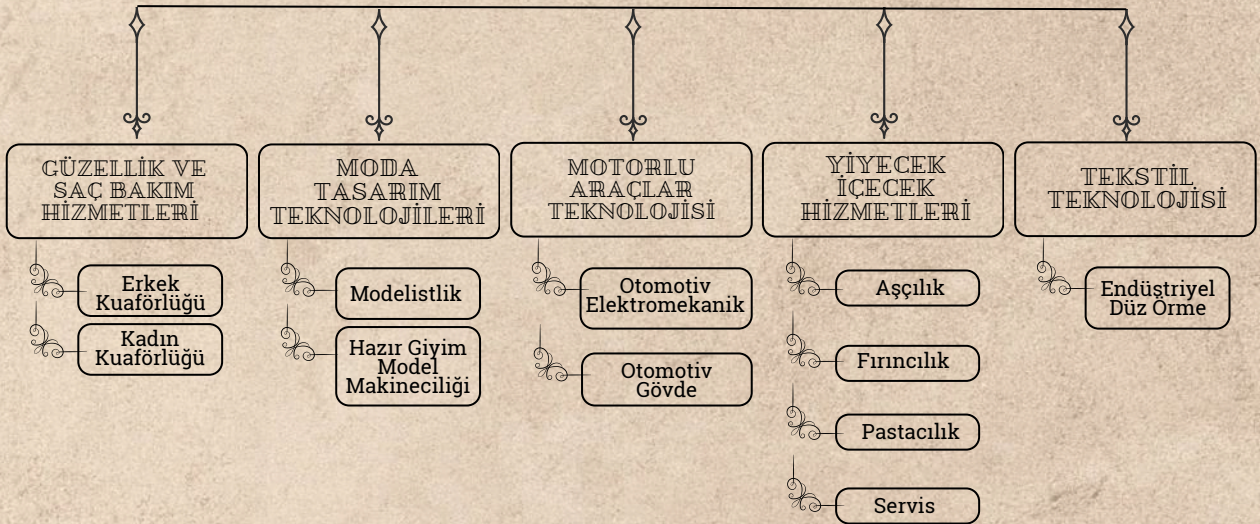 GÜZELLİK VE
SAÇ BAKIM
HİZMETLERİ
Erkek
Kuaförlüğü
Kadın
Kuaförlüğü
MODA
TASARIM
TEKNOLOJİLERİ
Modelistlik
Hazır Giyim
Model
Makineciliği
MOTORLU
ARAÇLAR
TEKNOLOJİSİ
Otomotiv
Elektromekanik
Otomotiv
Gövde
YİYECEK
İÇECEK
HİZMETLERİ
Aşçılık
Fırıncılık
Pastacılık
Servis
TEKSTİL
TEKNOLOJİSİ
Endüştriyel
Düz Örme